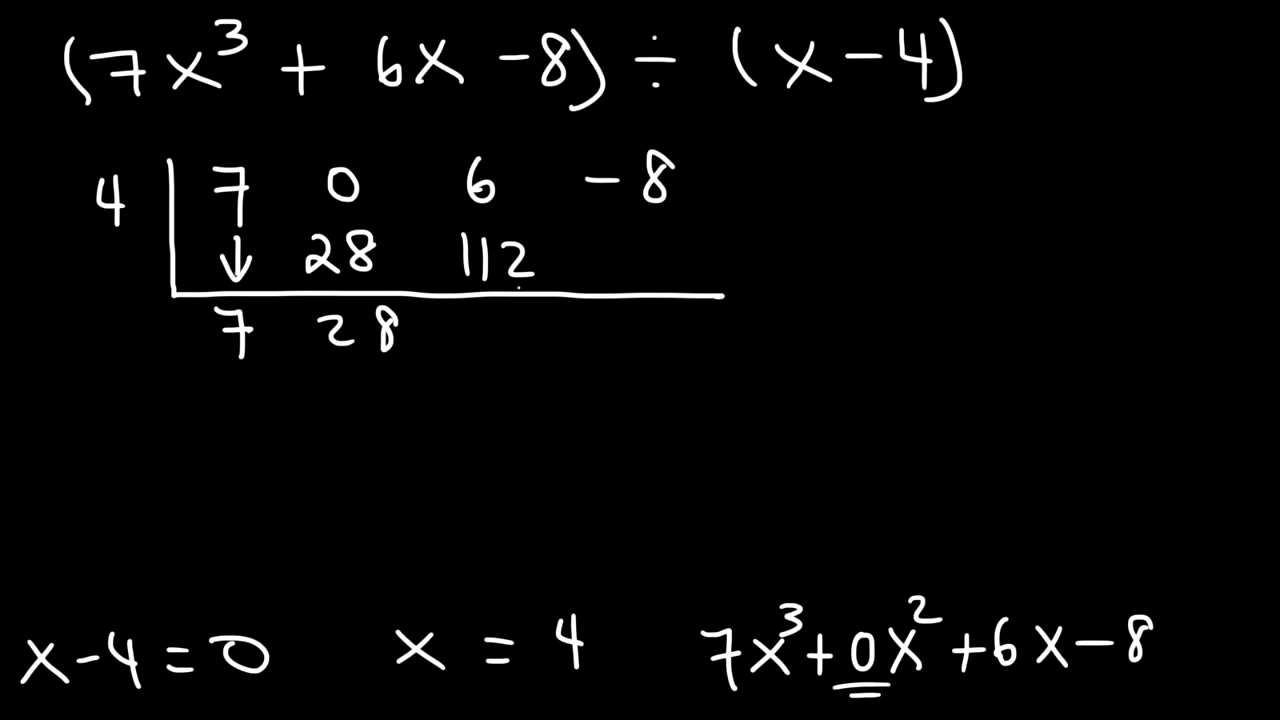 (7x³ + 6x - 8) ÷ (x - 4)
4 | 7 0 6 - 8
↓ 28 112
7 28
x - 4 = 0 x = 4 7x³ + 0x² + 6x - 8